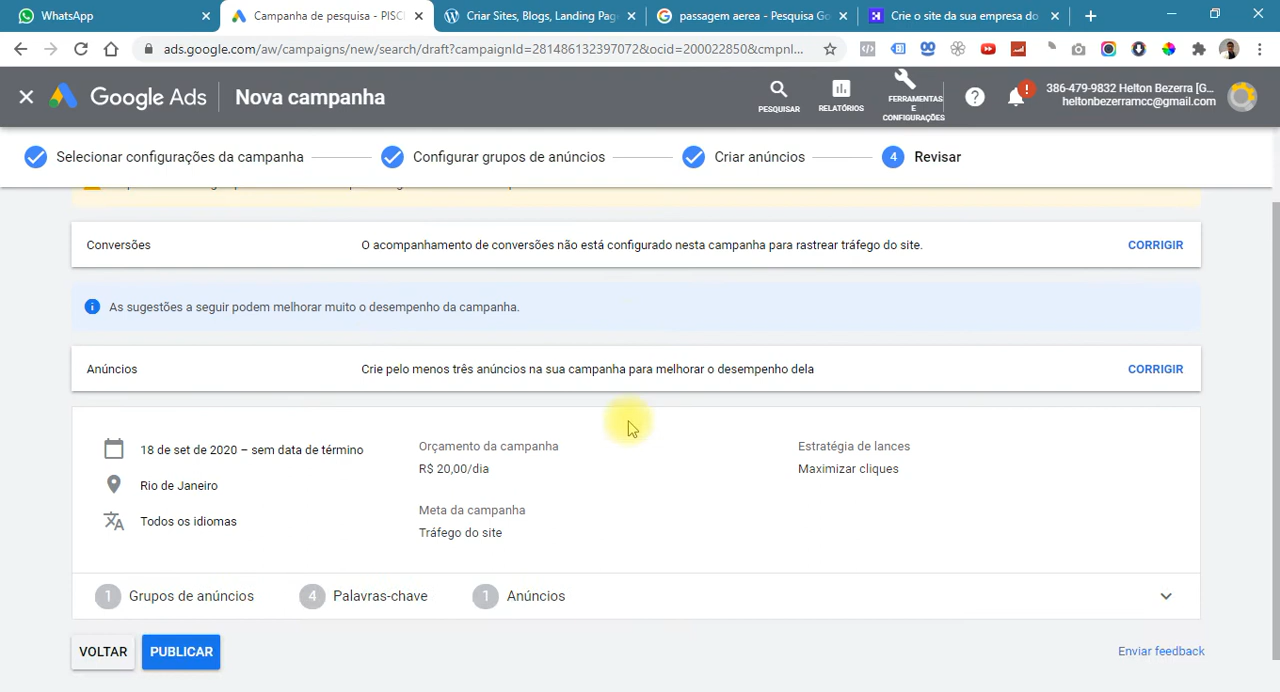 WhatsApp
Campanha de pesquisa - PISCI
Criar Sites, Blogs, Landing Page
passagem aerea - Pesquisa Go
Crie o site da sua empresa do
ads.google.com/aw/campaigns/new/search/draft?campaignId=281486132397072&ocid=200022850&cmpnI...
Google Ads
Nova campanha
PESQUISAR
RELATÓRIOS
FERRAMENTAS
E
CONFIGURAÇÕES
386-479-9832 Helton Bezerra [G...
heltonbezerramcc@gmail.com
Selecionar configurações da campanha
Configurar grupos de anúncios
Criar anúncios
4 Revisar
Conversões
O acompanhamento de conversões não está configurado nesta campanha para rastrear tráfego do site.
CORRIGIR
As sugestões a seguir podem melhorar muito o desempenho da campanha.
Anúncios
Crie pelo menos três anúncios na sua campanha para melhorar o desempenho dela
CORRIGIR
18 de set de 2020 – sem data de término
Rio de Janeiro
Todos os idiomas
Orçamento da campanha
R$ 20,00/dia
Meta da campanha
Tráfego do site
Estratégia de lances
Maximizar cliques
1 Grupos de anúncios
4 Palavras-chave
1 Anúncios
VOLTAR
PUBLICAR
Enviar feedback